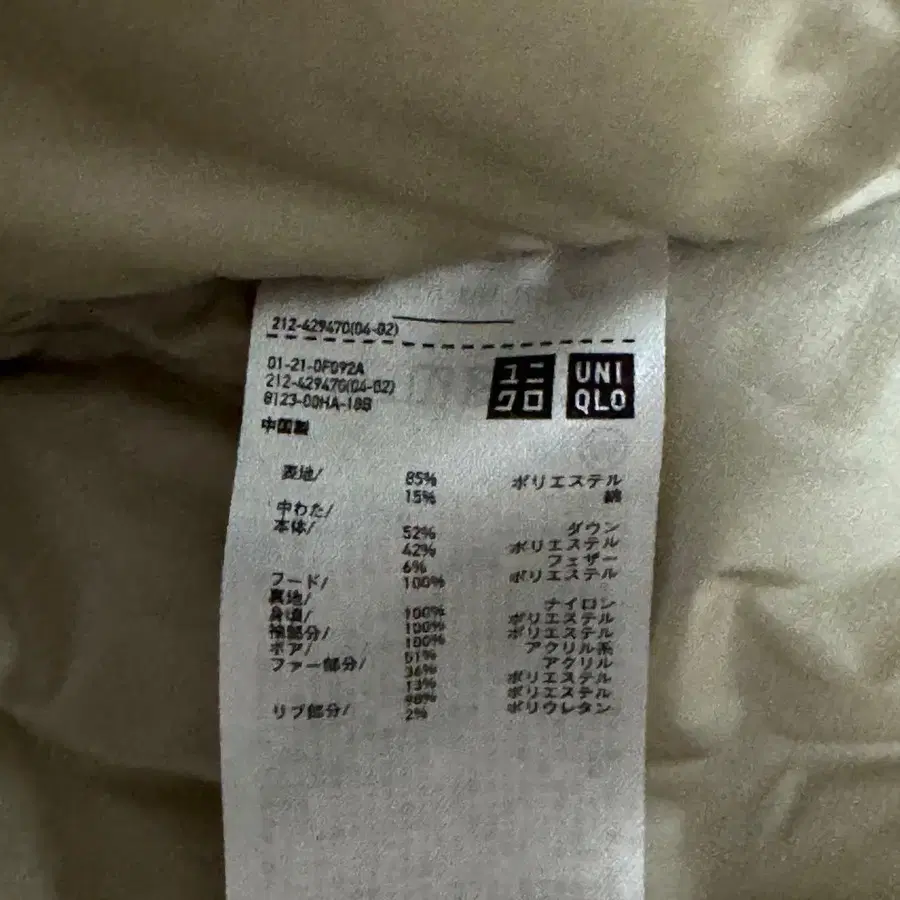 212-429470(04-02)
01-21-0F092A
212-429470(04-02)
8123-00HA-18B
ユニクロ
UNIQLO
中国製
表地/ 85% ポリエステル
15% 綿
中わた/
本体/ 52% ダウン
42% ポリエステル
6% フェザー
フード/ 100% ポリエステル
裏地/
身頃/ 100% ナイロン
袖部分/ 100% ポリエステル
ボア/ 100% ポリエステル
ファー部分/ 51% アクリル系
36% アクリル
13% ポリエステル
リブ部分/ 98% ポリエステル
2% ポリウレタン